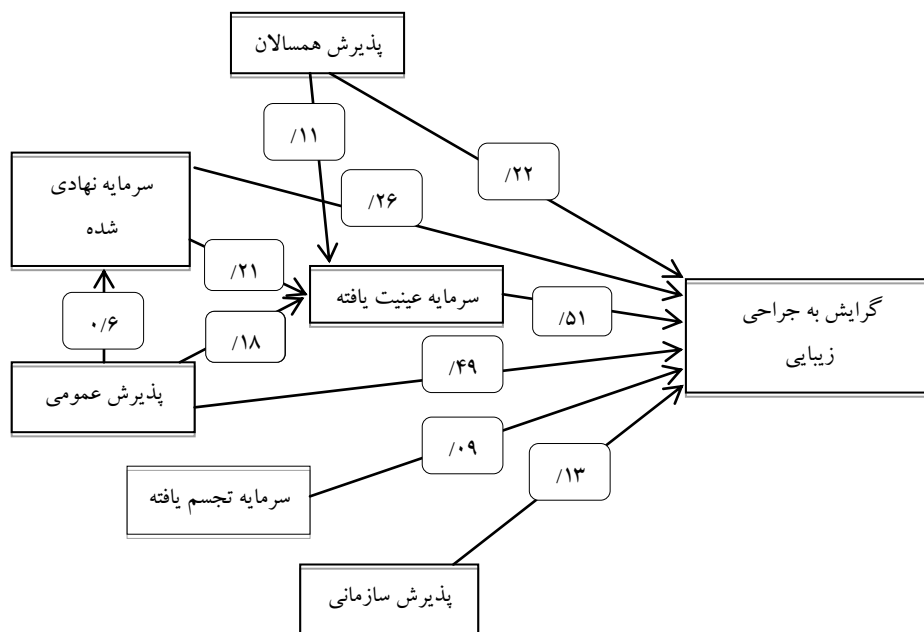 پذیرش همسالان
/۱۱
/۲۲
سرمایه نهادی
شده
/۲۶
/۲۱
سرمایه عینیت یافته
/۵۱
گرایش به جراحی
زیبایی
۰/۶
/۱۸
پذیرش عمومی
/۴۹
/۰۹
سرمایه تجسم یافته
/۱۳
پذیرش سازمانی